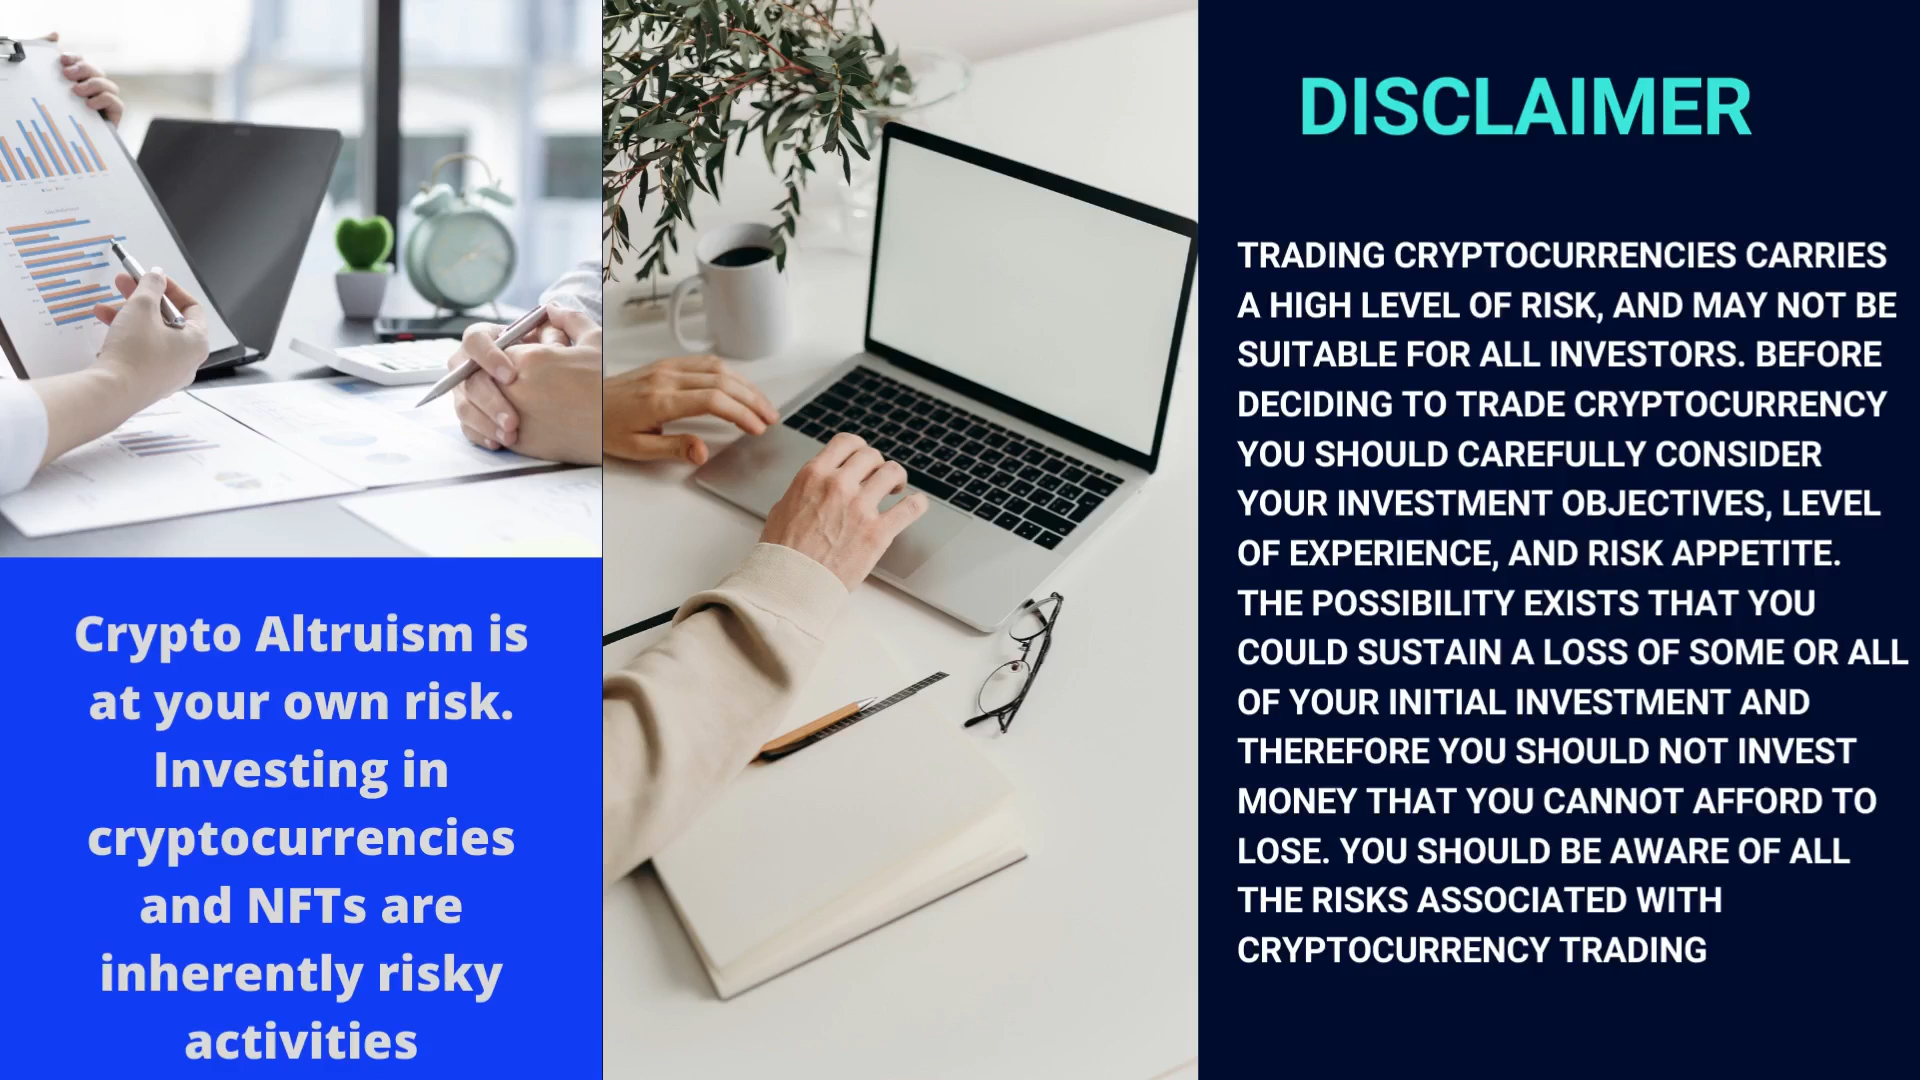 Crypto Altruism is
at your own risk.
Investing in
cryptocurrencies
and NFTs are
inherently risky
activities
DISCLAIMER
TRADING CRYPTOCURRENCIES CARRIES
A HIGH LEVEL OF RISK, AND MAY NOT BE
SUITABLE FOR ALL INVESTORS. BEFORE
DECIDING TO TRADE CRYPTOCURRENCY
YOU SHOULD CAREFULLY CONSIDER
YOUR INVESTMENT OBJECTIVES, LEVEL
OF EXPERIENCE, AND RISK APPETITE.
THE POSSIBILITY EXISTS THAT YOU
COULD SUSTAIN A LOSS OF SOME OR ALL
OF YOUR INITIAL INVESTMENT AND
THEREFORE YOU SHOULD NOT INVEST
MONEY THAT YOU CANNOT AFFORD TO
LOSE. YOU SHOULD BE AWARE OF ALL
THE RISKS ASSOCIATED WITH
CRYPTOCURRENCY TRADING